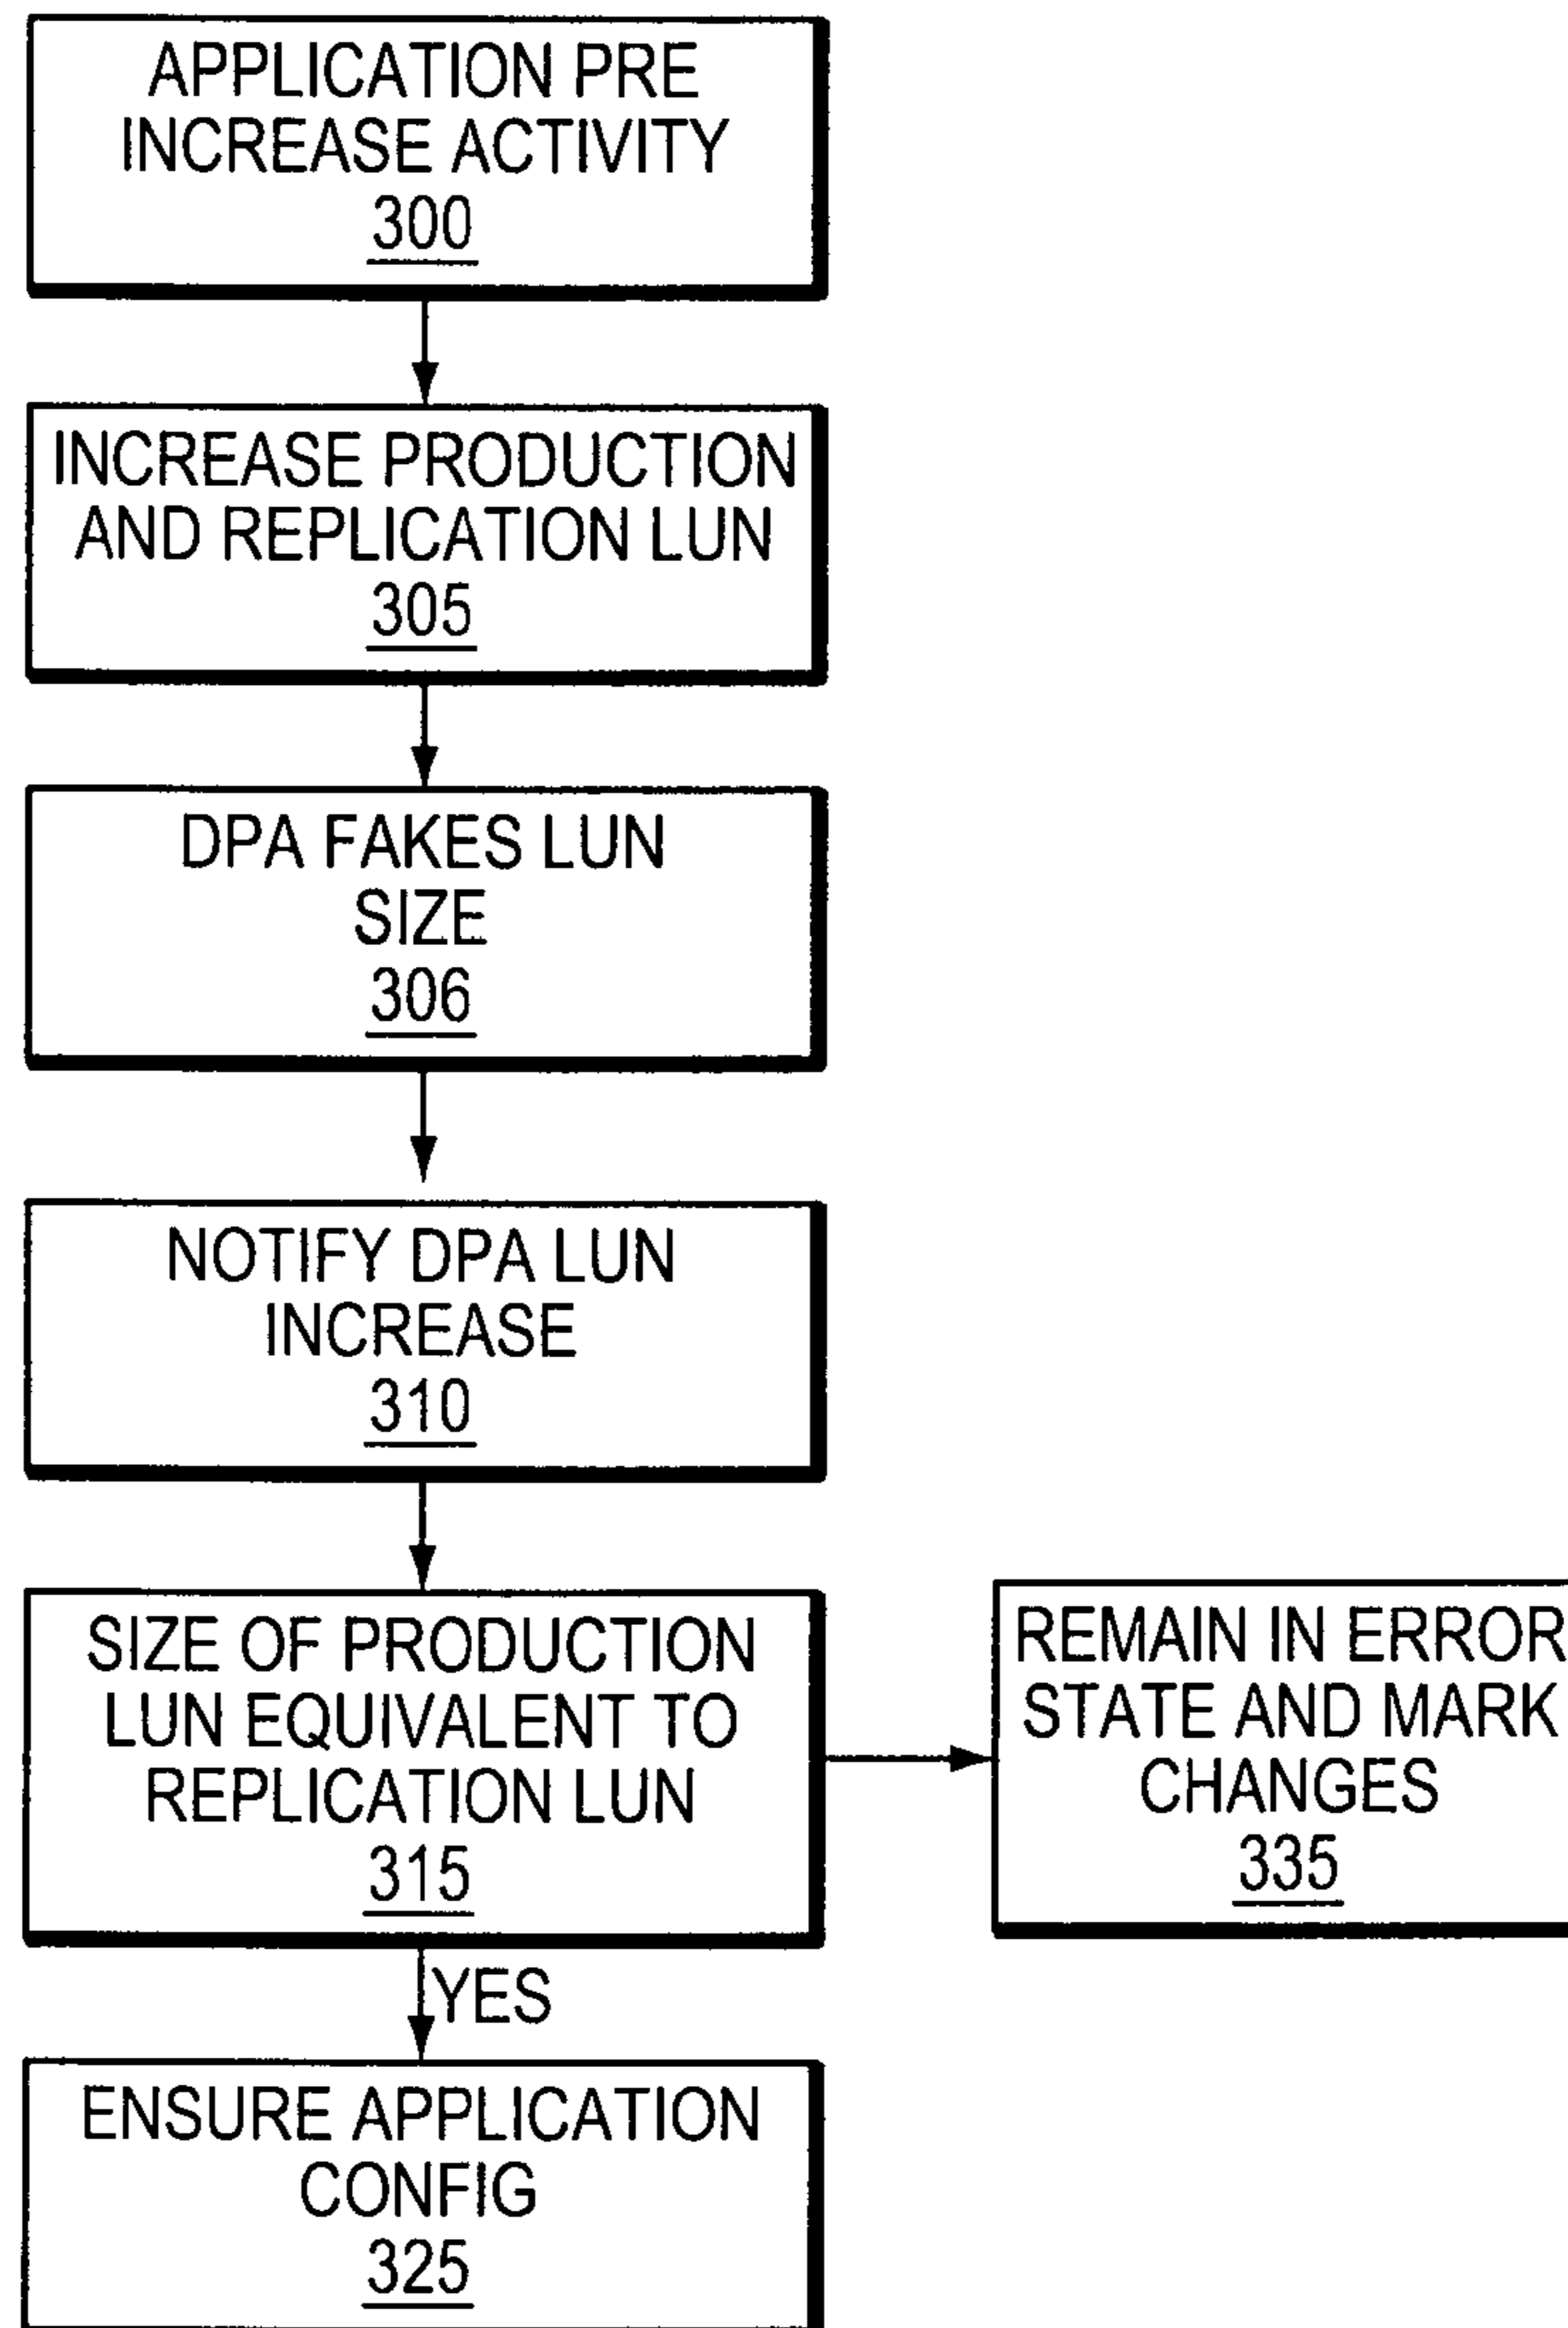 APPLICATION PRE
INCREASE ACTIVITY
300
INCREASE PRODUCTION
AND REPLICATION LUN
305
DPA FAKES LUN
SIZE
306
NOTIFY DPA LUN
INCREASE
310
SIZE OF PRODUCTION
LUN EQUIVALENT TO
REPLICATION LUN
315
REMAIN IN ERROR
STATE AND MARK
CHANGES
335
YES
ENSURE APPLICATION
CONFIG
325